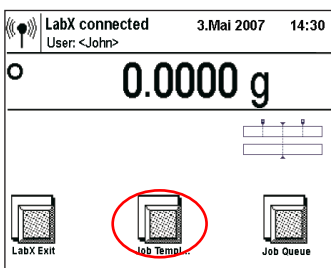 LabX connected 3.Mai 2007 14:30
User: <John>
0.0000 g
LabX Exit Job Templ... Job Queue